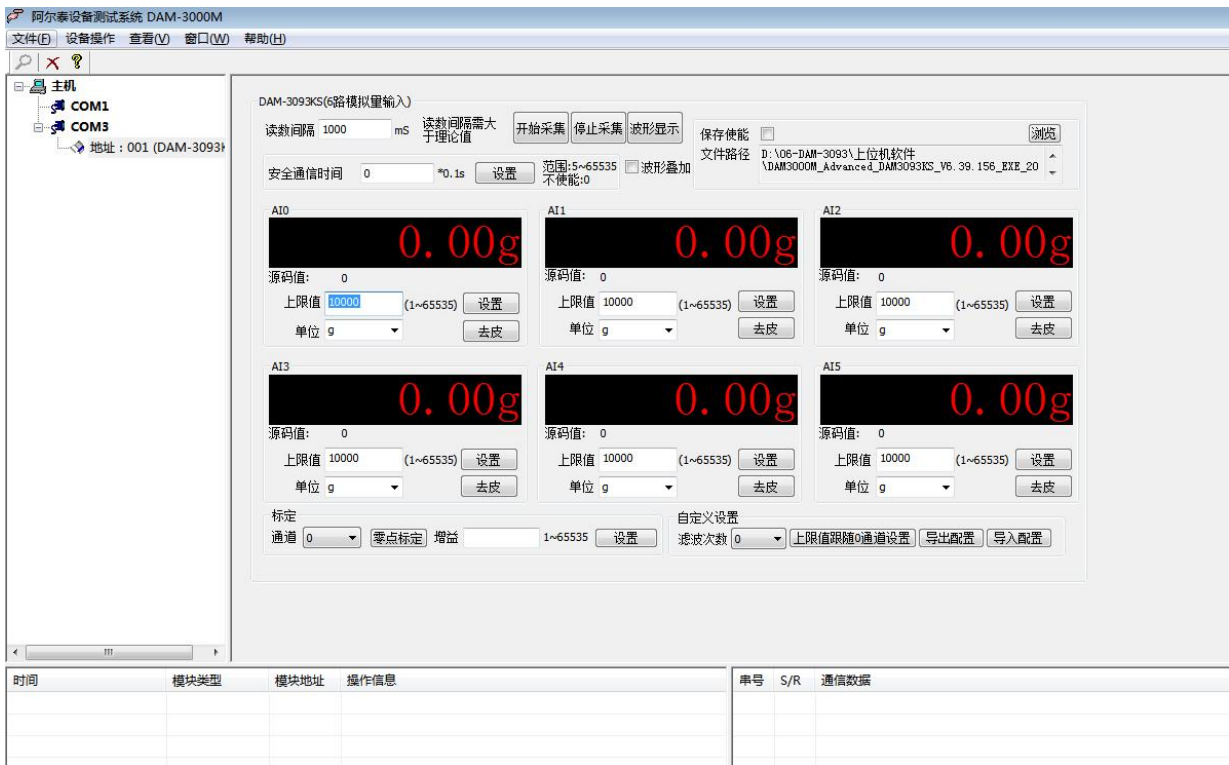 阿尔泰设备测试系统 DAM-3000M
文件(F) 设备操作 查看(V) 窗口(W) 帮助(H)
主机
COM1
COM3
地址：001 (DAM-3093K
DAM-3093KS(6路模拟量输入)
读数间隔 1000 mS 读数间隔需大于理论值 开始采集 停止采集 波形显示
安全通信时间 0 *0.1s 设置 范围:5~65535 不使能:0 波形叠加
保存使能 浏览
文件路径 D:\06-DAM-3093\上位机软件
\DAM3000M_Advanced_DAM3093KS_V6.39.156_EXE_20
AI0 AI1 AI2
0.00g 0.00g 0.00g
源码值: 0 源码值: 0 源码值: 0
上限值 10000 (1~65535) 设置 上限值 10000 (1~65535) 设置 上限值 10000 (1~65535) 设置
单位 g 去皮 单位 g 去皮 单位 g 去皮
AI3 AI4 AI5
0.00g 0.00g 0.00g
源码值: 0 源码值: 0 源码值: 0
上限值 10000 (1~65535) 设置 上限值 10000 (1~65535) 设置 上限值 10000 (1~65535) 设置
单位 g 去皮 单位 g 去皮 单位 g 去皮
标定
通道 0 零点标定 增益 1~65535 设置
自定义设置
滤波次数 0 上限值跟随0通道设置 导出配置 导入配置
时间 模块类型 模块地址 操作信息 串号 S/R 通信数据